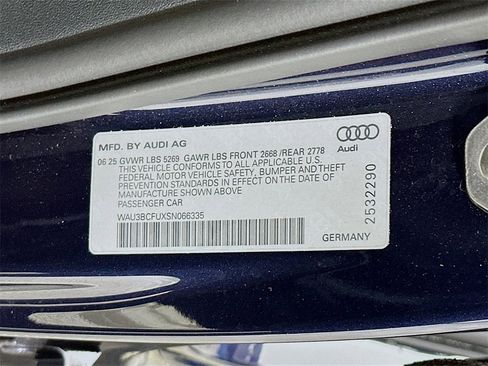 MFD. BY AUDI AG
06 25 GVWR LBS 5269 GAWR LBS FRONT 2668 /REAR 2778
THIS VEHICLE CONFORMS TO ALL APPLICABLE U.S.
FEDERAL MOTOR VEHICLE SAFETY, BUMPER AND THEFT
PREVENTION STANDARDS IN EFFECT ON THE DATE OF
MANUFACTURE SHOWN ABOVE
PASSENGER CAR
WAU3BCFUXSN066335
GERMANY
Audi
2532290